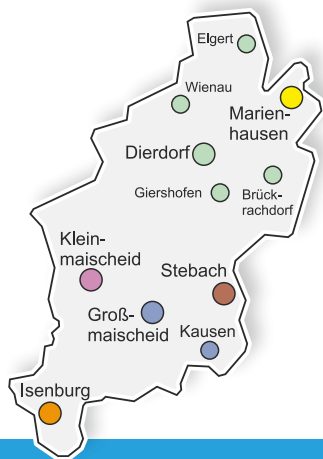 Elgert
Wienau
Marien-
hausen
Dierdorf
Giershofen
Brück-
rachdorf
Klein-
maischeid
Stebach
Groß-
maischeid
Kausen
Isenburg